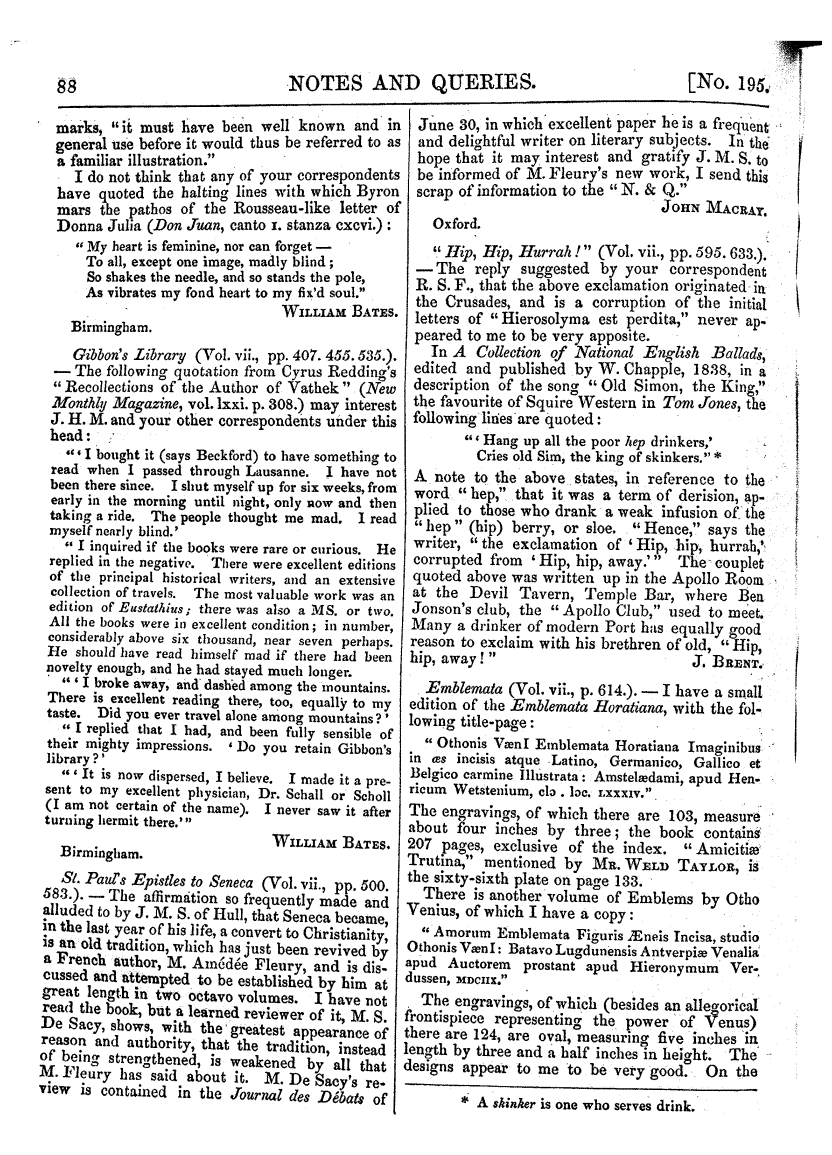 88 NOTES AND QUERIES. [No. 195.
marks, "it must have been well known and in
general use before it would thus be referred to as
a familiar illustration."
I do not think that any of your correspondents
have quoted the halting lines with which Byron
mars the pathos of the Rousseau-like letter of
Donna Julia (Don Juan, canto I. stanza cxcvi.):
"My heart is feminine, nor can forget —
To all, except one image, madly blind;
So shakes the needle, and so stands the pole,
As vibrates my fond heart to my fix'd soul."
WILLIAM BATES.
Birmingham.
Gibbon's Library (Vol. vii., pp. 407. 455. 535.).
— The following quotation from Cyrus Redding's
"Recollections of the Author of Vathek" (New
Monthly Magazine, vol. lxxi. p. 308.) may interest
J. H. M. and your other correspondents under this
head:
"'I bought it (says Beckford) to have something to
read when I passed through Lausanne. I have not
been there since. I shut myself up for six weeks, from
early in the morning until night, only now and then
taking a ride. The people thought me mad. I read
myself nearly blind.'
"I inquired if the books were rare or curious. He
replied in the negative. There were excellent editions
of the principal historical writers, and an extensive
collection of travels. The most valuable work was an
edition of Eustathius; there was also a MS. or two.
All the books were in excellent condition; in number,
considerably above six thousand, near seven perhaps.
He should have read himself mad if there had been
novelty enough, and he had stayed much longer.
"'I broke away, and dashed among the mountains.
There is excellent reading there, too, equally to my
taste. Did you ever travel alone among mountains?'
"I replied that I had, and been fully sensible of
their mighty impressions. 'Do you retain Gibbon's
library?'
"'It is now dispersed, I believe. I made it a pre-
sent to my excellent physician, Dr. Schall or Scholl
(I am not certain of the name). I never saw it after
turning hermit there.'"
WILLIAM BATES.
Birmingham.
St. Paul's Epistles to Seneca (Vol. vii., pp. 500.
583.). — The affirmation so frequently made and
alluded to by J. M. S. of Hull, that Seneca became,
in the last year of his life, a convert to Christianity,
is an old tradition, which has just been revived by
a French author, M. Amédée Fleury, and is dis-
cussed and attempted to be established by him at
great length in two octavo volumes. I have not
read the book, but a learned reviewer of it, M. S.
De Sacy, shows, with the greatest appearance of
reason and authority, that the tradition, instead
of being strengthened, is weakened by all that
M. Fleury has said about it. M. De Sacy's re-
view is contained in the Journal des Débats of
June 30, in which excellent paper he is a frequent
and delightful writer on literary subjects. In the
hope that it may interest and gratify J. M. S. to
be informed of M. Fleury's new work, I send this
scrap of information to the "N. & Q."
JOHN MACRAY.
Oxford.
"Hip, Hip, Hurrah!" (Vol. vii., pp. 595. 633.).
— The reply suggested by your correspondent
R. S. F., that the above exclamation originated in
the Crusades, and is a corruption of the initial
letters of "Hierosolyma est perdita," never ap-
peared to me to be very apposite.
In A Collection of National English Ballads,
edited and published by W. Chapple, 1838, in a
description of the song "Old Simon, the King,"
the favourite of Squire Western in Tom Jones, the
following lines are quoted:
"'Hang up all the poor hep drinkers,'
Cries old Sim, the king of skinkers." *
A note to the above states, in reference to the
word "hep," that it was a term of derision, ap-
plied to those who drank a weak infusion of the
"hep" (hip) berry, or sloe. "Hence," says the
writer, "the exclamation of 'Hip, hip, hurrah,'
corrupted from 'Hip, hip, away.'" The couplet
quoted above was written up in the Apollo Room
at the Devil Tavern, Temple Bar, where Ben
Jonson's club, the "Apollo Club," used to meet.
Many a drinker of modern Port has equally good
reason to exclaim with his brethren of old, "Hip,
hip, away!" J. BRENT.
Emblemata (Vol. vii., p. 614.). — I have a small
edition of the Emblemata Horatiana, with the fol-
lowing title-page:
"Othonis VænI Emblemata Horatiana Imaginibus
in æs incisis atque Latino, Germanico, Gallico et
Belgico carmine Illustrata: Amstelædami, apud Hen-
ricum Wetstenium, cIɔ . Iɔc. LXXXIV."
The engravings, of which there are 103, measure
about four inches by three; the book contains
207 pages, exclusive of the index. "Amicitiæ
Trutina," mentioned by MR. WELD TAYLOR, is
the sixty-sixth plate on page 133.
There is another volume of Emblems by Otho
Venius, of which I have a copy:
"Amorum Emblemata Figuris Æneis Incisa, studio
Othonis VænI: Batavo Lugdunensis Antverpiæ Venalia
apud Auctorem prostant apud Hieronymum Ver-
dussen, MDCIIX."
The engravings, of which (besides an allegorical
frontispiece representing the power of Venus)
there are 124, are oval, measuring five inches in
length by three and a half inches in height. The
designs appear to me to be very good. On the
* A skinker is one who serves drink.